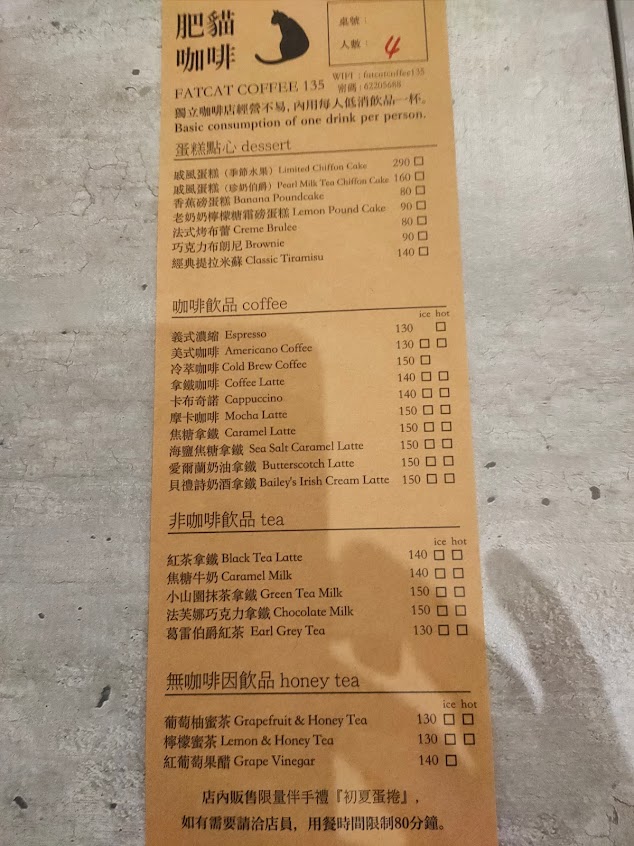 肥貓
咖啡
桌號：
人數： 4
FATCAT COFFEE 135
WIFI : fatcatcoffee135
密碼 : 62205688
獨立咖啡店經營不易, 內用每人低消飲品一杯。
Basic consumption of one drink per person.
蛋糕點心 dessert
戚風蛋糕（季節水果）Limited Chiffon Cake 290 □
戚風蛋糕（珍奶伯爵）Pearl Milk Tea Chiffon Cake 160 □
香蕉磅蛋糕 Banana Poundcake 80 □
老奶奶檸檬糖霜磅蛋糕 Lemon Pound Cake 90 □
法式烤布蕾 Creme Brulee 80 □
巧克力布朗尼 Brownie 90 □
經典提拉米蘇 Classic Tiramisu 140 □
咖啡飲品 coffee
ice hot
義式濃縮 Espresso 130 □
美式咖啡 Americano Coffee 130 □ □
冷萃咖啡 Cold Brew Coffee 150 □
拿鐵咖啡 Coffee Latte 140 □ □
卡布奇諾 Cappuccino 140 □ □
摩卡咖啡 Mocha Latte 150 □ □
焦糖拿鐵 Caramel Latte 150 □ □
海鹽焦糖拿鐵 Sea Salt Caramel Latte 150 □ □
愛爾蘭奶油拿鐵 Butterscotch Latte 150 □ □
貝禮詩奶酒拿鐵 Bailey's Irish Cream Latte 150 □ □
非咖啡飲品 tea
ice hot
紅茶拿鐵 Black Tea Latte 140 □ □
焦糖牛奶 Caramel Milk 140 □ □
小山園抹茶拿鐵 Green Tea Milk 150 □ □
法芙娜巧克力拿鐵 Chocolate Milk 150 □ □
葛雷伯爵紅茶 Earl Grey Tea 130 □ □
無咖啡因飲品 honey tea
ice hot
葡萄柚蜜茶 Grapefruit & Honey Tea 130 □ □
檸檬蜜茶 Lemon & Honey Tea 130 □ □
紅葡萄果醋 Grape Vinegar 140 □
店內販售限量伴手禮『初夏蛋捲』,
如有需要請洽店員, 用餐時間限制80分鐘。